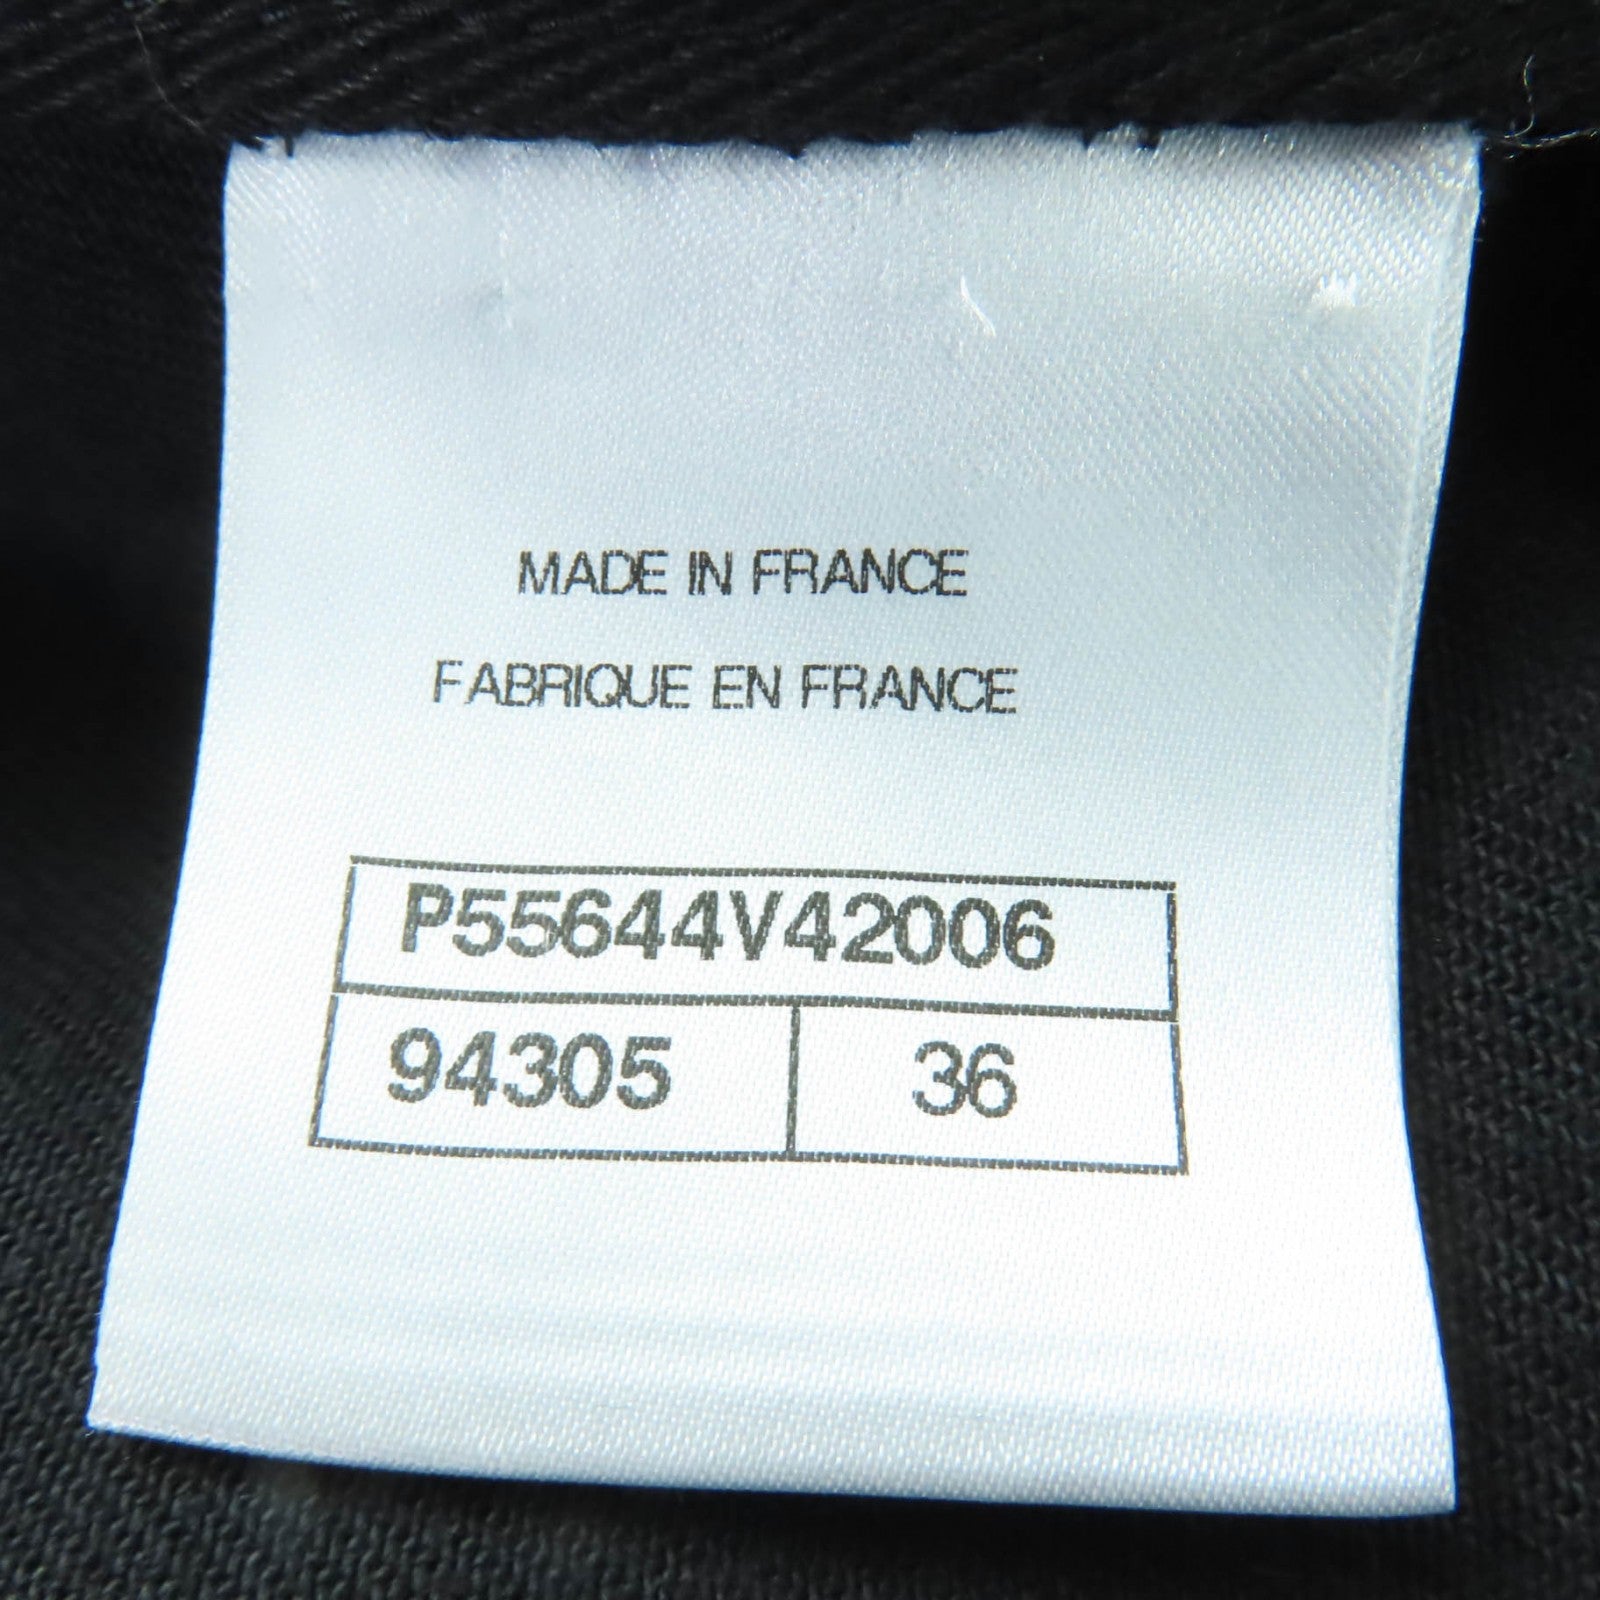 MADE IN FRANCE
FABRIQUE EN FRANCE
P55644V42006
94305 36